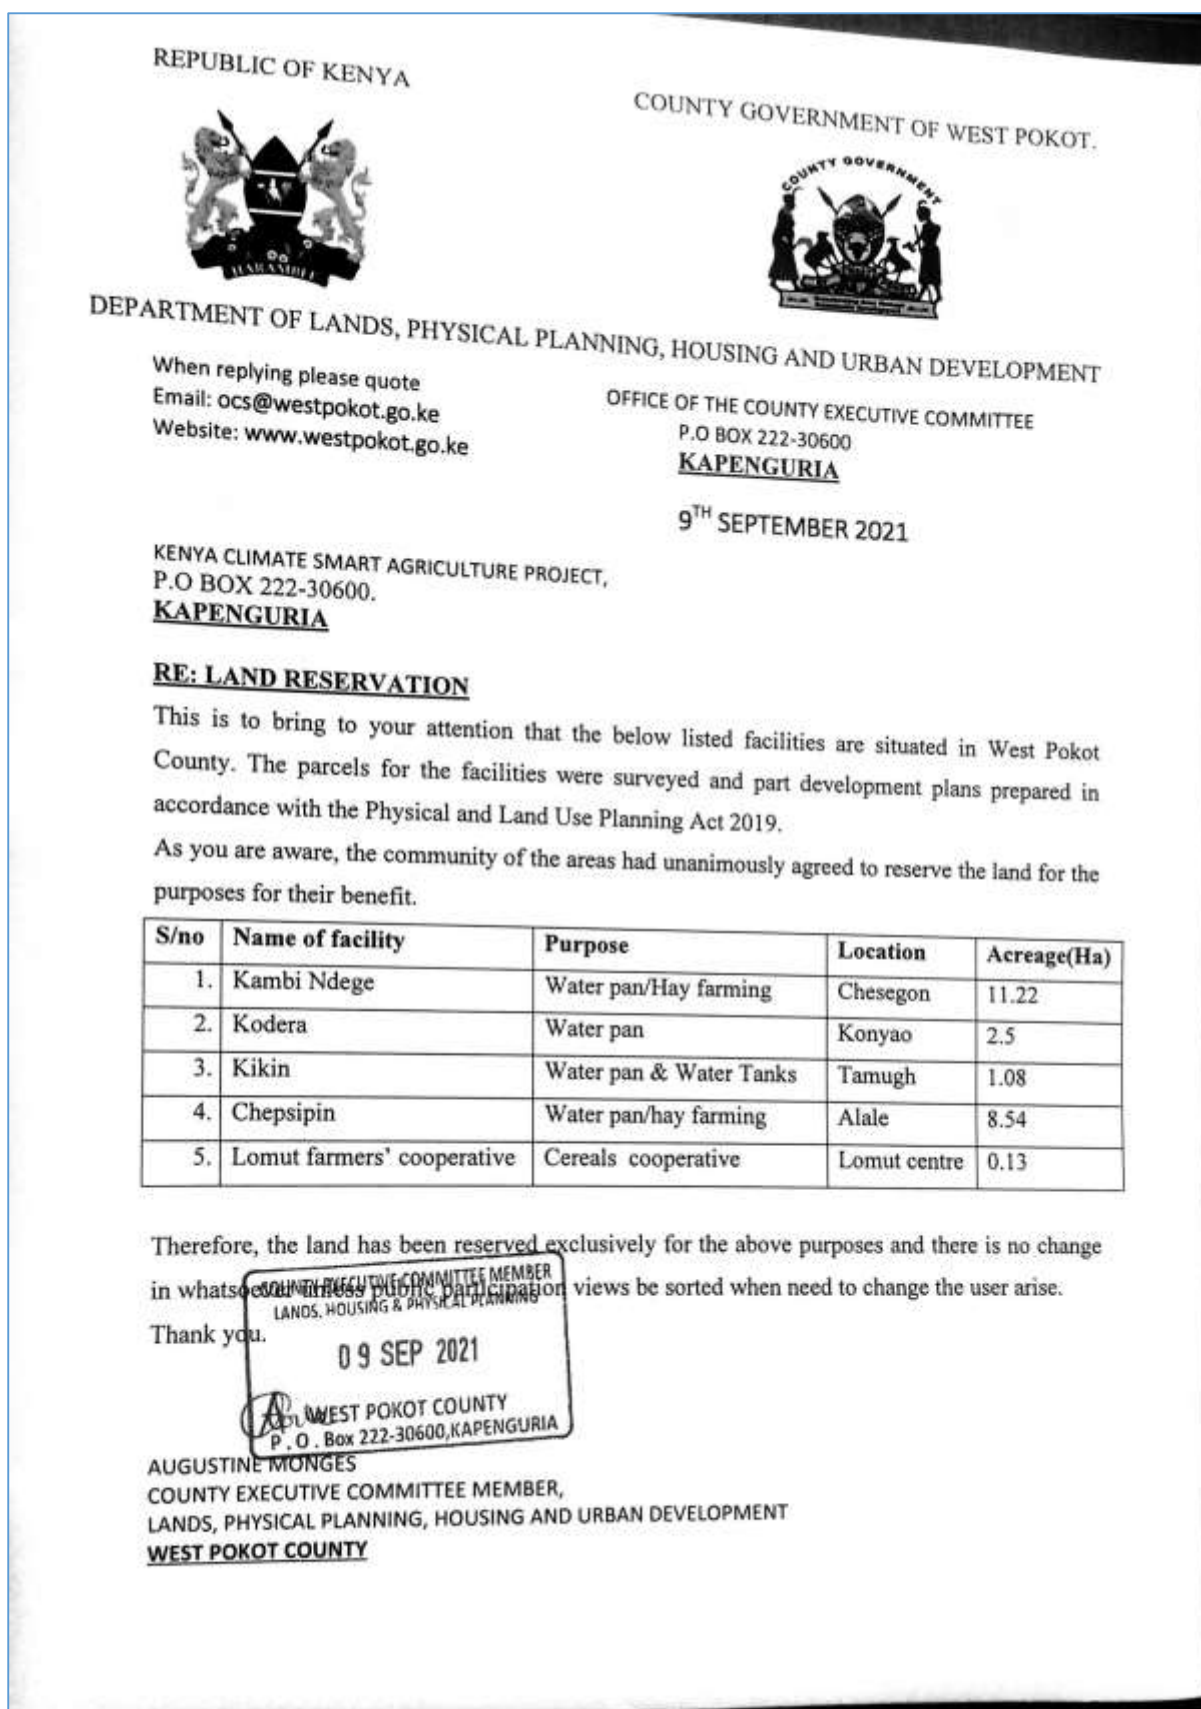 REPUBLIC OF KENYA
COUNTY GOVERNMENT OF WEST POKOT.
HARAMBEE
COUNTY GOVERNMENT
DEPARTMENT OF LANDS, PHYSICAL PLANNING, HOUSING AND URBAN DEVELOPMENT
When replying please quote
Email: ocs@westpokot.go.ke
Website: www.westpokot.go.ke
OFFICE OF THE COUNTY EXECUTIVE COMMITTEE
P.O BOX 222-30600
KAPENGURIA
9TH SEPTEMBER 2021
KENYA CLIMATE SMART AGRICULTURE PROJECT,
P.O BOX 222-30600.
KAPENGURIA
RE: LAND RESERVATION
This is to bring to your attention that the below listed facilities are situated in West Pokot
County. The parcels for the facilities were surveyed and part development plans prepared in
accordance with the Physical and Land Use Planning Act 2019.
As you are aware, the community of the areas had unanimously agreed to reserve the land for the
purposes for their benefit.
S/no Name of facility Purpose Location Acreage(Ha)
1. Kambi Ndege Water pan/Hay farming Chesegon 11.22
2. Kodera Water pan Konyao 2.5
3. Kikin Water pan & Water Tanks Tamugh 1.08
4. Chepsipin Water pan/hay farming Alale 8.54
5. Lomut farmers' cooperative Cereals cooperative Lomut centre 0.13
Therefore, the land has been reserved exclusively for the above purposes and there is no change
in whatsoever unless public participation views be sorted when need to change the user arise.
Thank you.
COUNTY EXECUTIVE COMMITTEE MEMBER
LANDS, HOUSING & PHYSICAL PLANNING
09 SEP 2021
WEST POKOT COUNTY
P.O. Box 222-30600,KAPENGURIA
AUGUSTINE MONGES
COUNTY EXECUTIVE COMMITTEE MEMBER,
LANDS, PHYSICAL PLANNING, HOUSING AND URBAN DEVELOPMENT
WEST POKOT COUNTY